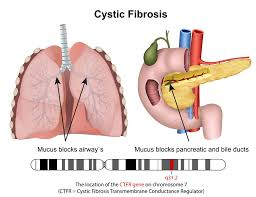 Cystic Fibrosis
Mucus blocks airway`s
Mucus blocks pancreatic and bile ducts
q31.2
The location of the CTFR gene on chromosome 7
(CTFR = Cystic Fibrosis Transmembrane Conductance Regulator)